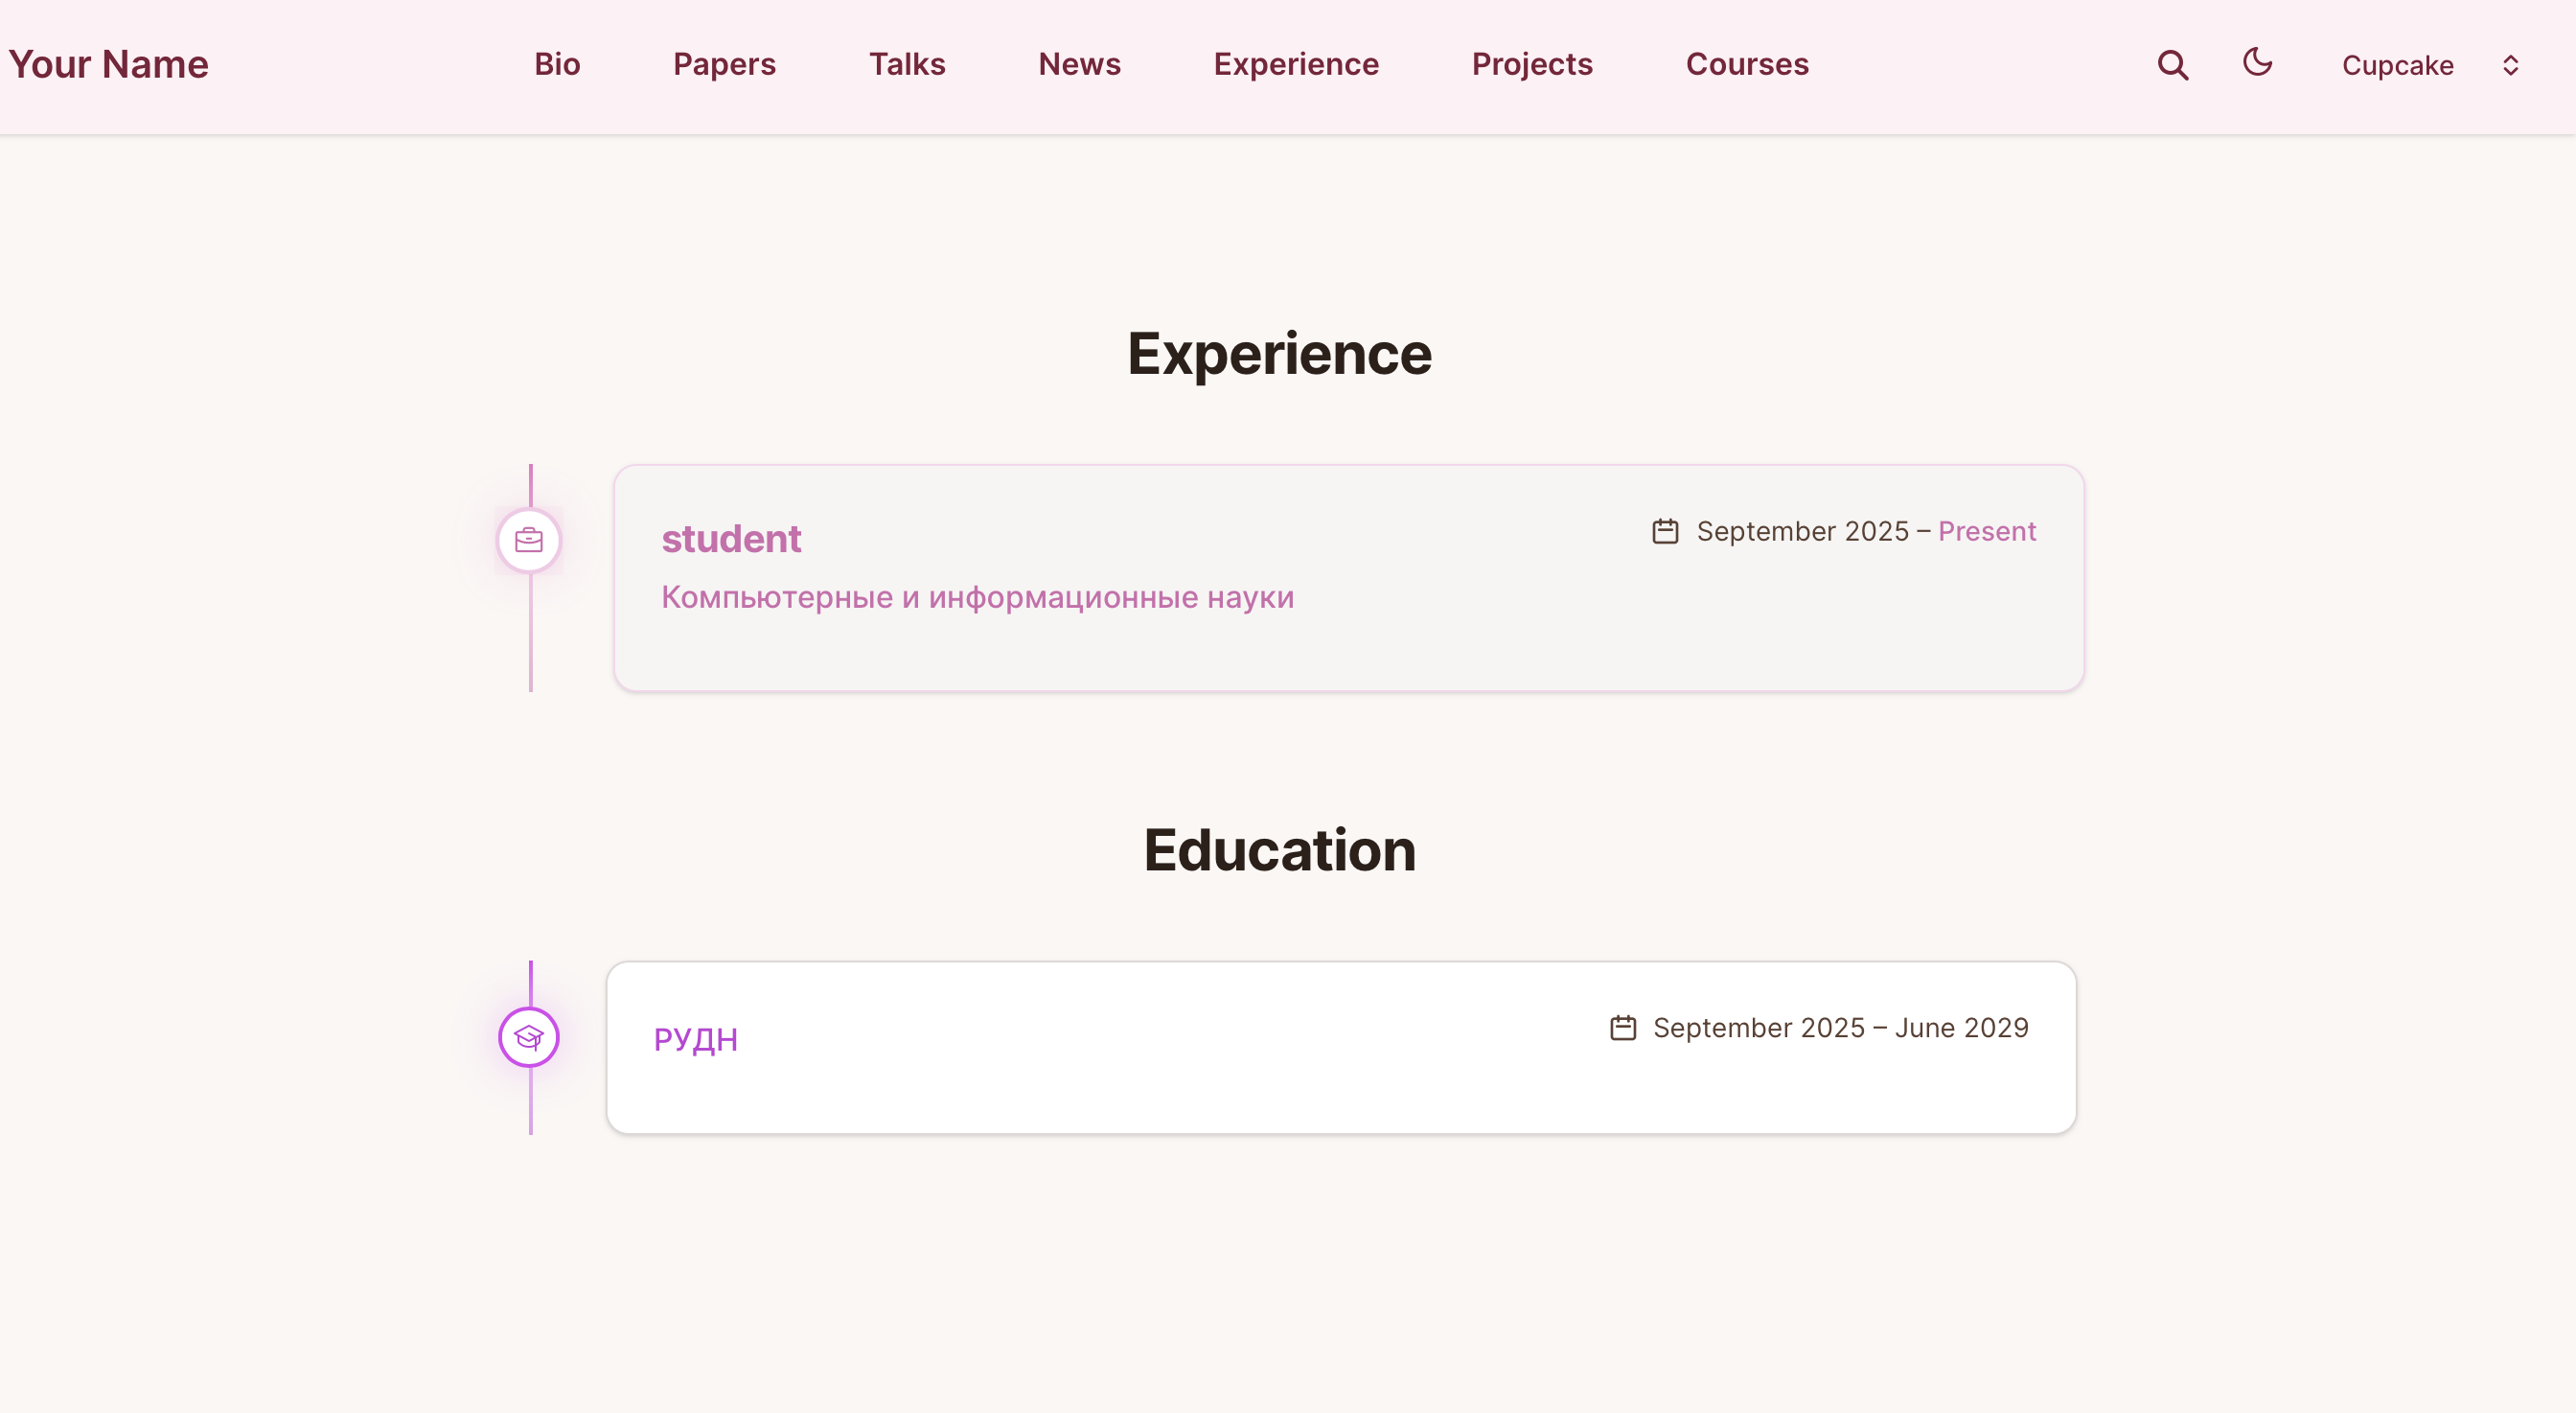 Your Name Bio Papers Talks News Experience Projects Courses Cupcake
Experience
student September 2025 – Present
Компьютерные и информационные науки
Education
РУДН September 2025 – June 2029